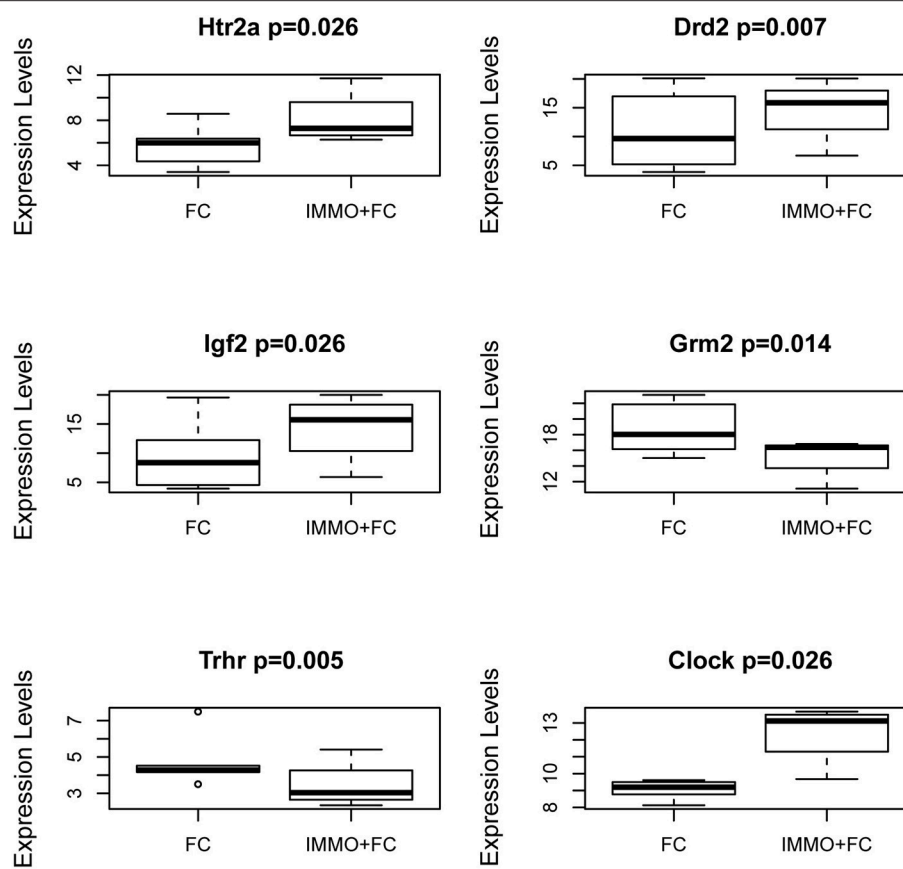 Htr2a p=0.026
Expression Levels
12
8
4
FC
IMMO+FC
Drd2 p=0.007
Expression Levels
15
5
FC
IMMO+FC
Igf2 p=0.026
Expression Levels
15
5
FC
IMMO+FC
Grm2 p=0.014
Expression Levels
18
12
FC
IMMO+FC
Trhr p=0.005
Expression Levels
7
5
3
FC
IMMO+FC
Clock p=0.026
Expression Levels
13
10
8
FC
IMMO+FC